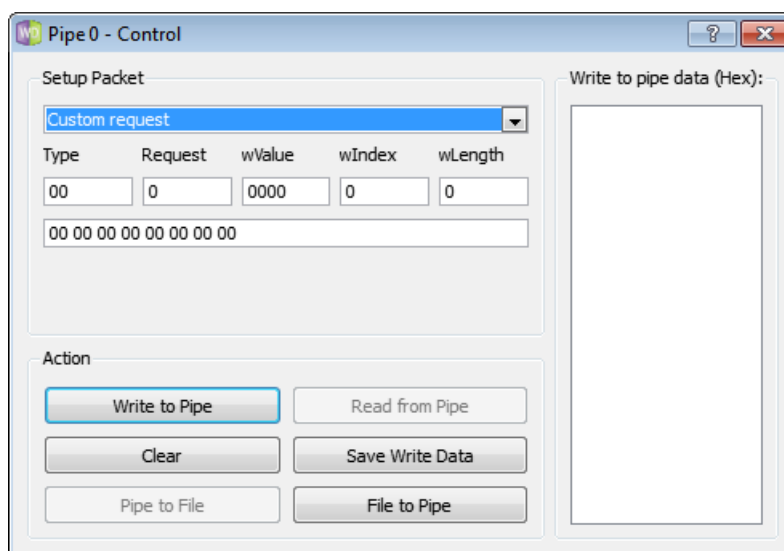 Pipe 0 - Control
Setup Packet
Custom request
Type Request wValue wIndex wLength
00 0 0000 0 0
00 00 00 00 00 00 00 00
Write to pipe data (Hex):
Action
Write to Pipe Read from Pipe
Clear Save Write Data
Pipe to File File to Pipe